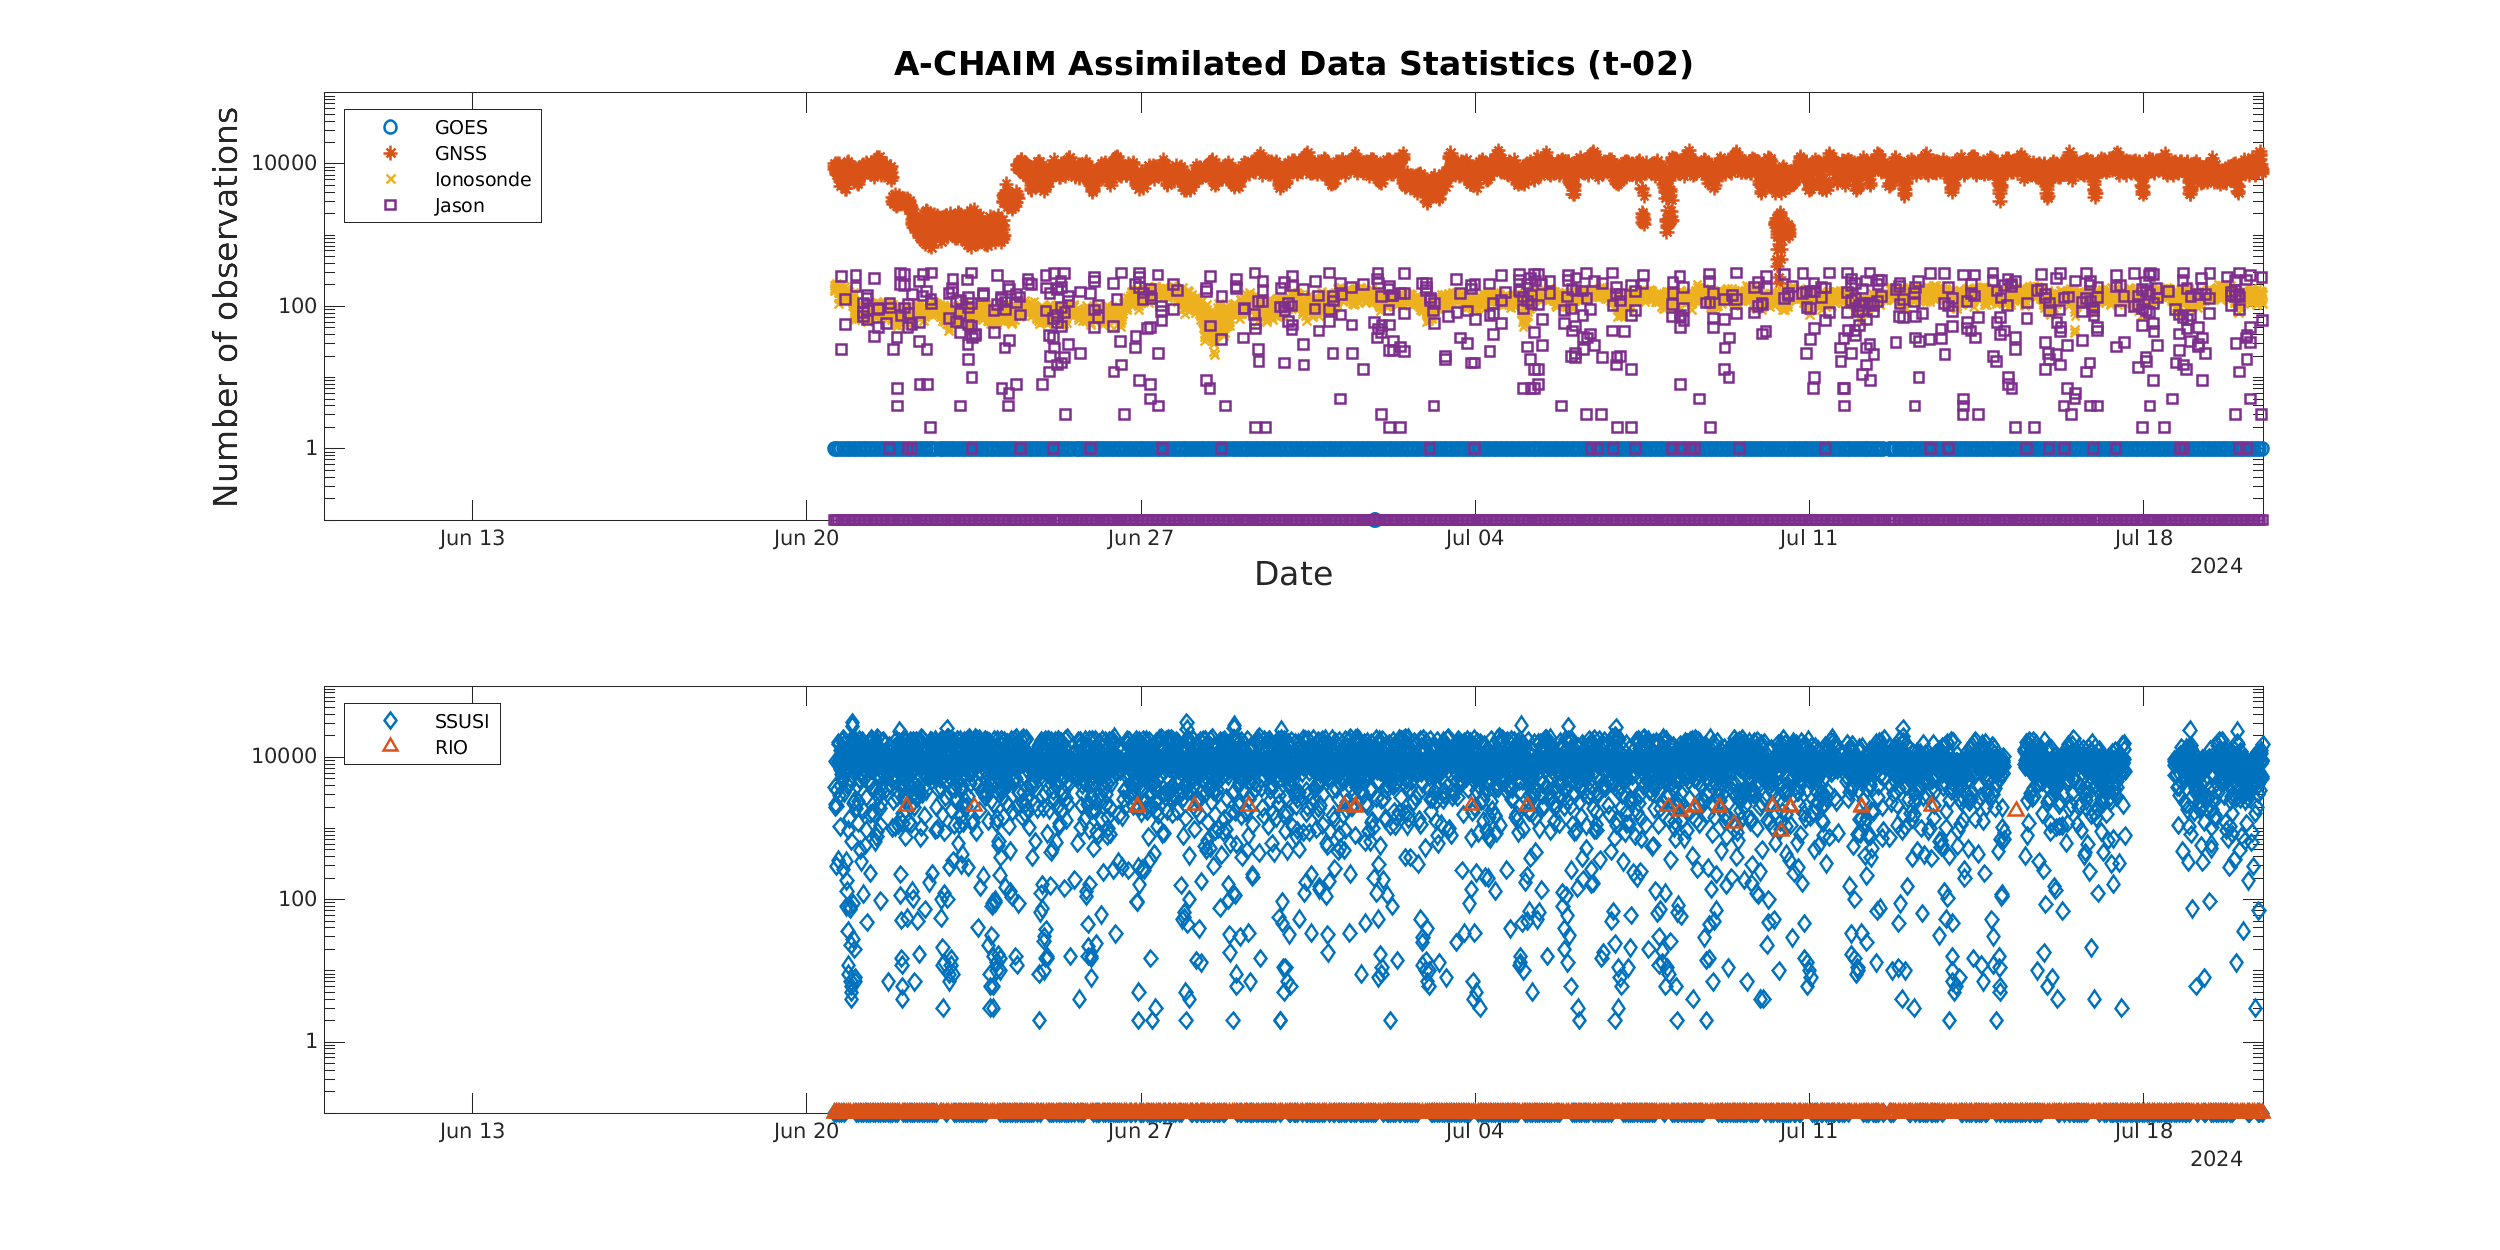 A-CHAIM Assimilated Data Statistics (t-02)
Number of observations
10000
100
1
GOES
GNSS
Ionosonde
Jason
Jun 13
Jun 20
Jun 27
Jul 04
Jul 11
Jul 18
2024
Date
10000
100
1
SSUSI
RIO
Jun 13
Jun 20
Jun 27
Jul 04
Jul 11
Jul 18
2024